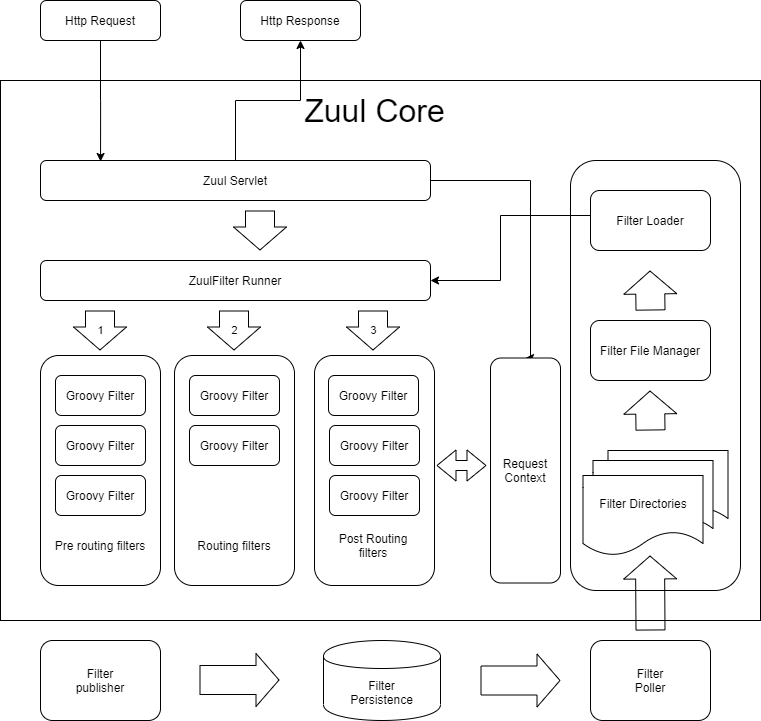 Http Request
Http Response
Zuul Core
Zuul Servlet
Filter Loader
ZuulFilter Runner
1
2
3
Filter File Manager
Groovy Filter
Groovy Filter
Groovy Filter
Pre routing filters
Groovy Filter
Groovy Filter
Routing filters
Groovy Filter
Groovy Filter
Groovy Filter
Post Routing
filters
Request
Context
Filter Directories
Filter
publisher
Filter
Persistence
Filter
Poller